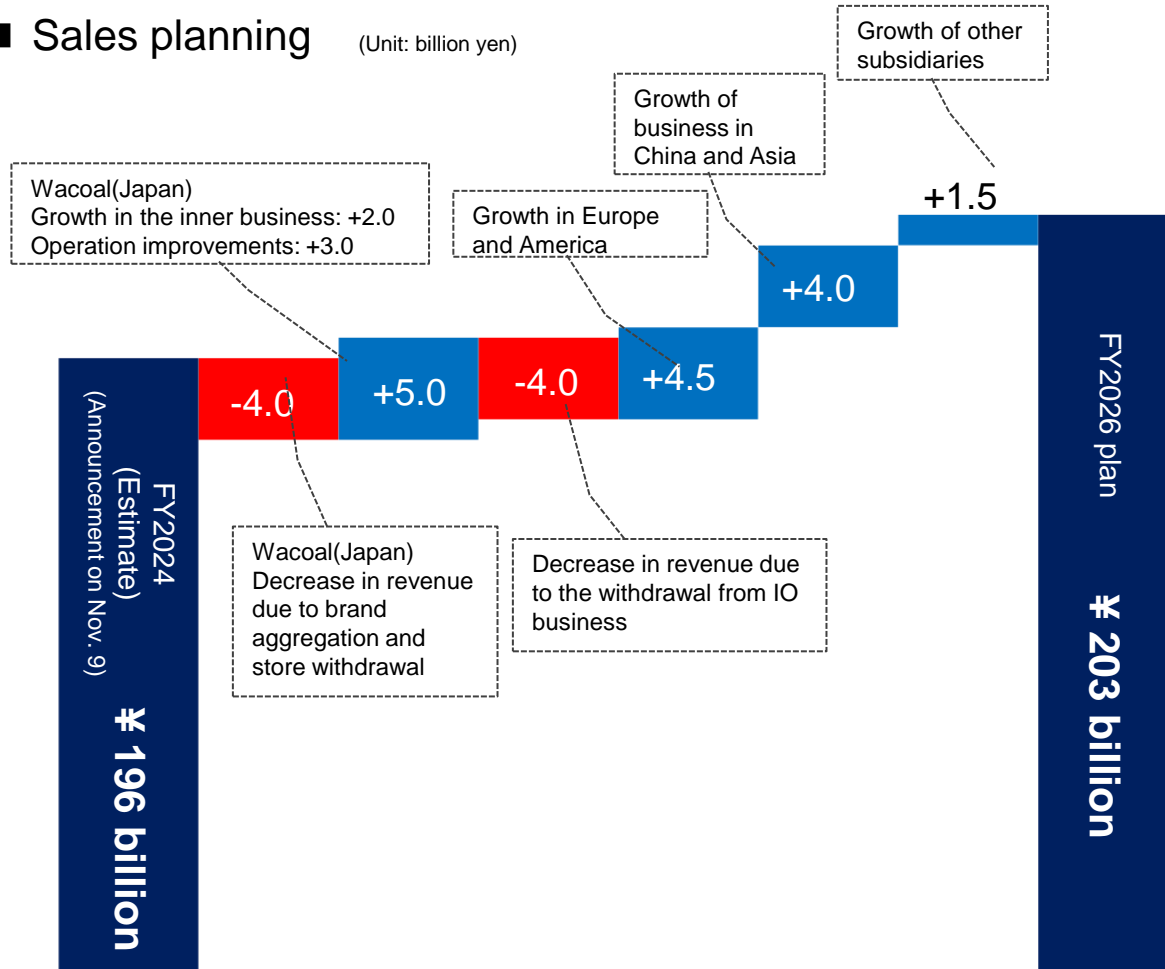 ■ Sales planning (Unit: billion yen)
Growth of other
subsidiaries
Growth of
business in
China and Asia
Wacoal(Japan)
Growth in the inner business: +2.0
Operation improvements: +3.0
Growth in Europe
and America
+1.5
+4.0
-4.0
+5.0
-4.0
+4.5
FY2024
(Estimate)
(Announcement on Nov. 9)
¥ 196 billion
FY2026 plan
¥ 203 billion
Wacoal(Japan)
Decrease in revenue
due to brand
aggregation and
store withdrawal
Decrease in revenue due
to the withdrawal from IO
business